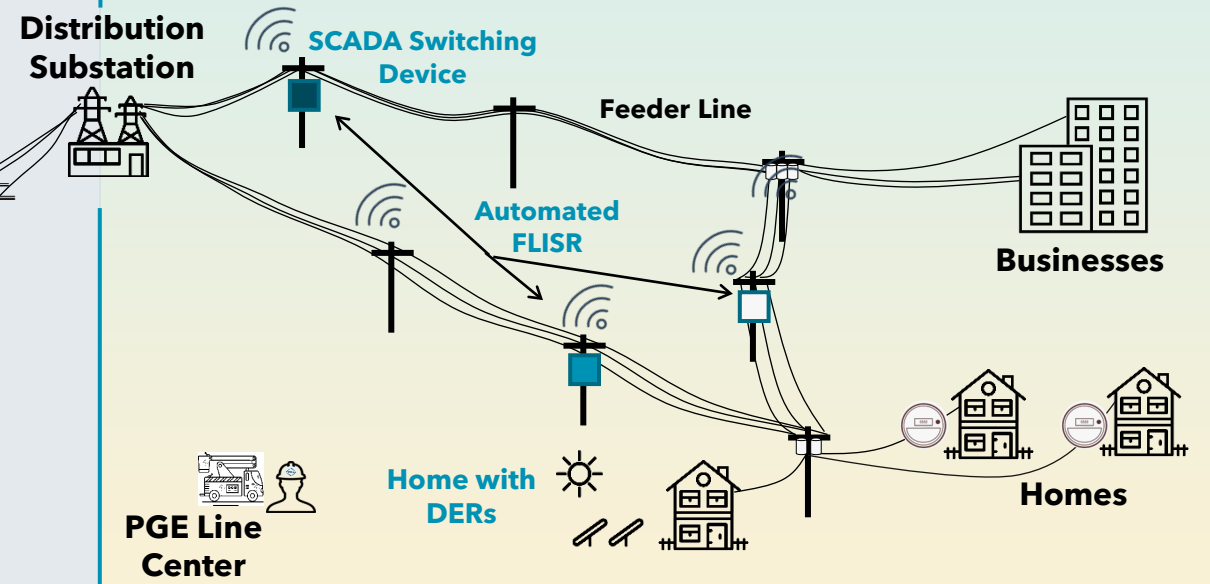 Distribution
Substation
SCADA Switching
Device
Feeder Line
Automated
FLISR
Businesses
Home with
DERs
Homes
PGE Line
Center